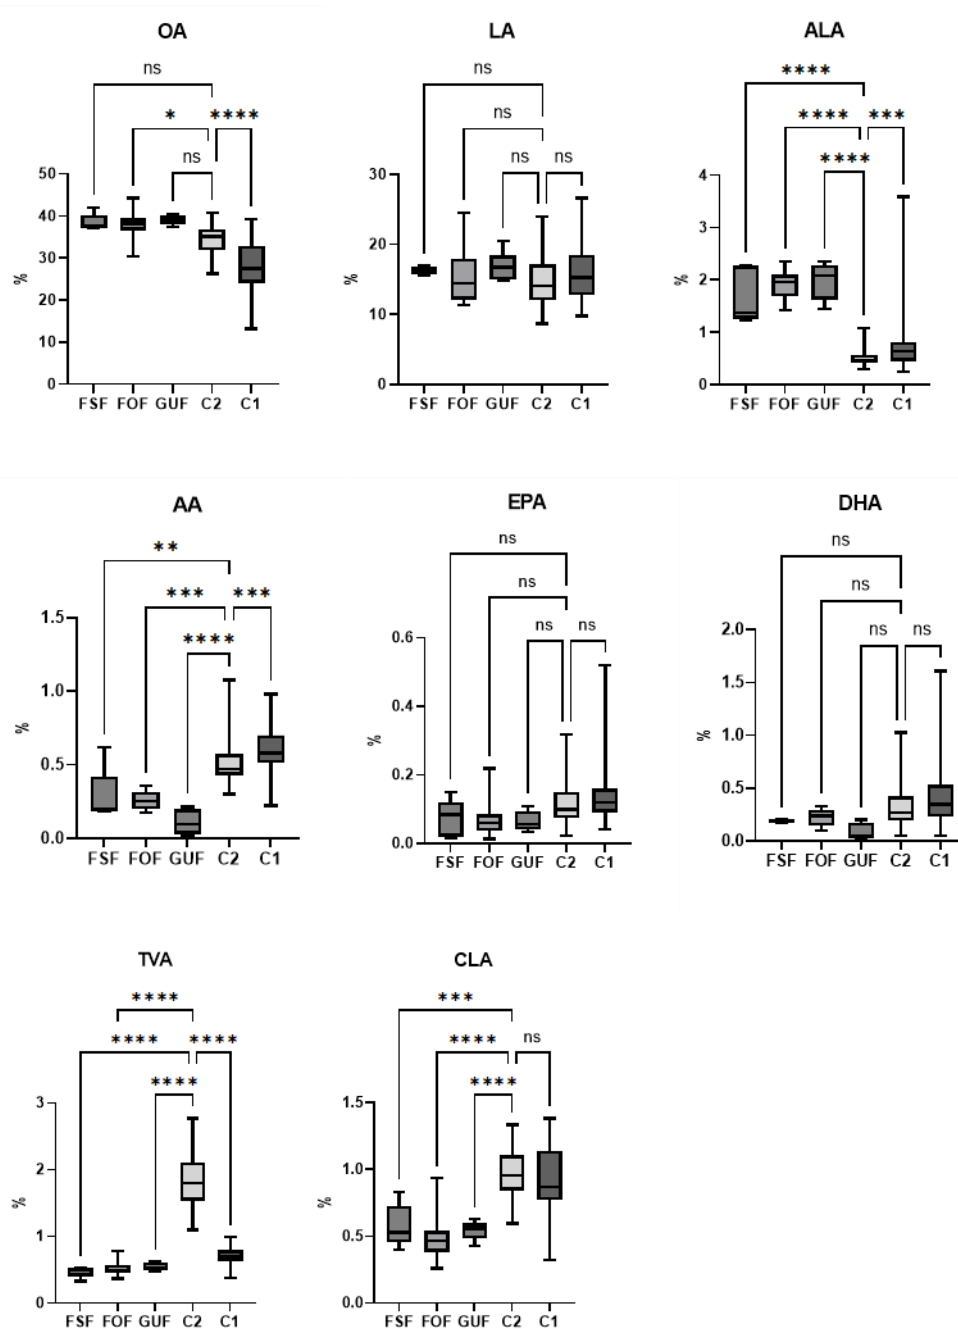 OA
ns
* ****
ns
50
40
30
20
10
0
%
FSF FOF GUF C2 C1
LA
ns
ns
ns ns
30
20
10
0
%
FSF FOF GUF C2 C1
ALA
****
**** ***
****
4
3
2
1
0
%
FSF FOF GUF C2 C1
AA
**
*** ***
****
1.5
1.0
0.5
0.0
%
FSF FOF GUF C2 C1
EPA
ns
ns
ns ns
0.6
0.4
0.2
0.0
%
FSF FOF GUF C2 C1
DHA
ns
ns
ns ns
2.0
1.5
1.0
0.5
0.0
%
FSF FOF GUF C2 C1
TVA
****
**** ****
****
3
2
1
0
%
FSF FOF GUF C2 C1
CLA
***
**** ns
****
1.5
1.0
0.5
0.0
%
FSF FOF GUF C2 C1